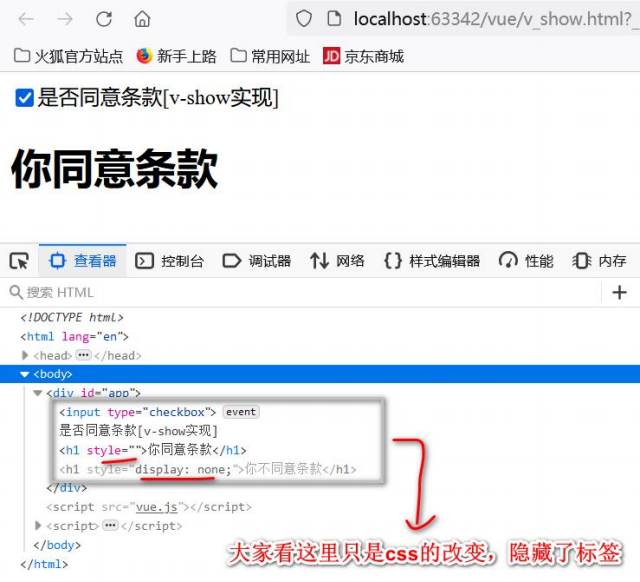 localhost:63342/vue/v_show.html?_
火狐官方站点 新手上路 常用网址 JD 京东商城
是否同意条款[v-show实现]
你同意条款
查看器 控制台 调试器 网络 {} 样式编辑器 性能 内存
搜索 HTML +
<!DOCTYPE html>
<html lang="en">
<head> ••• </head>
<body>
<div id="app">
<input type="checkbox"> event
是否同意条款[v-show实现]
<h1 style="">你同意条款</h1>
<h1 style="display: none;">你不同意条款</h1>
</div>
<script src="vue.js"></script>
<script> ••• </script>
</body>
</html>
大家看这里只是css的改变，隐藏了标签